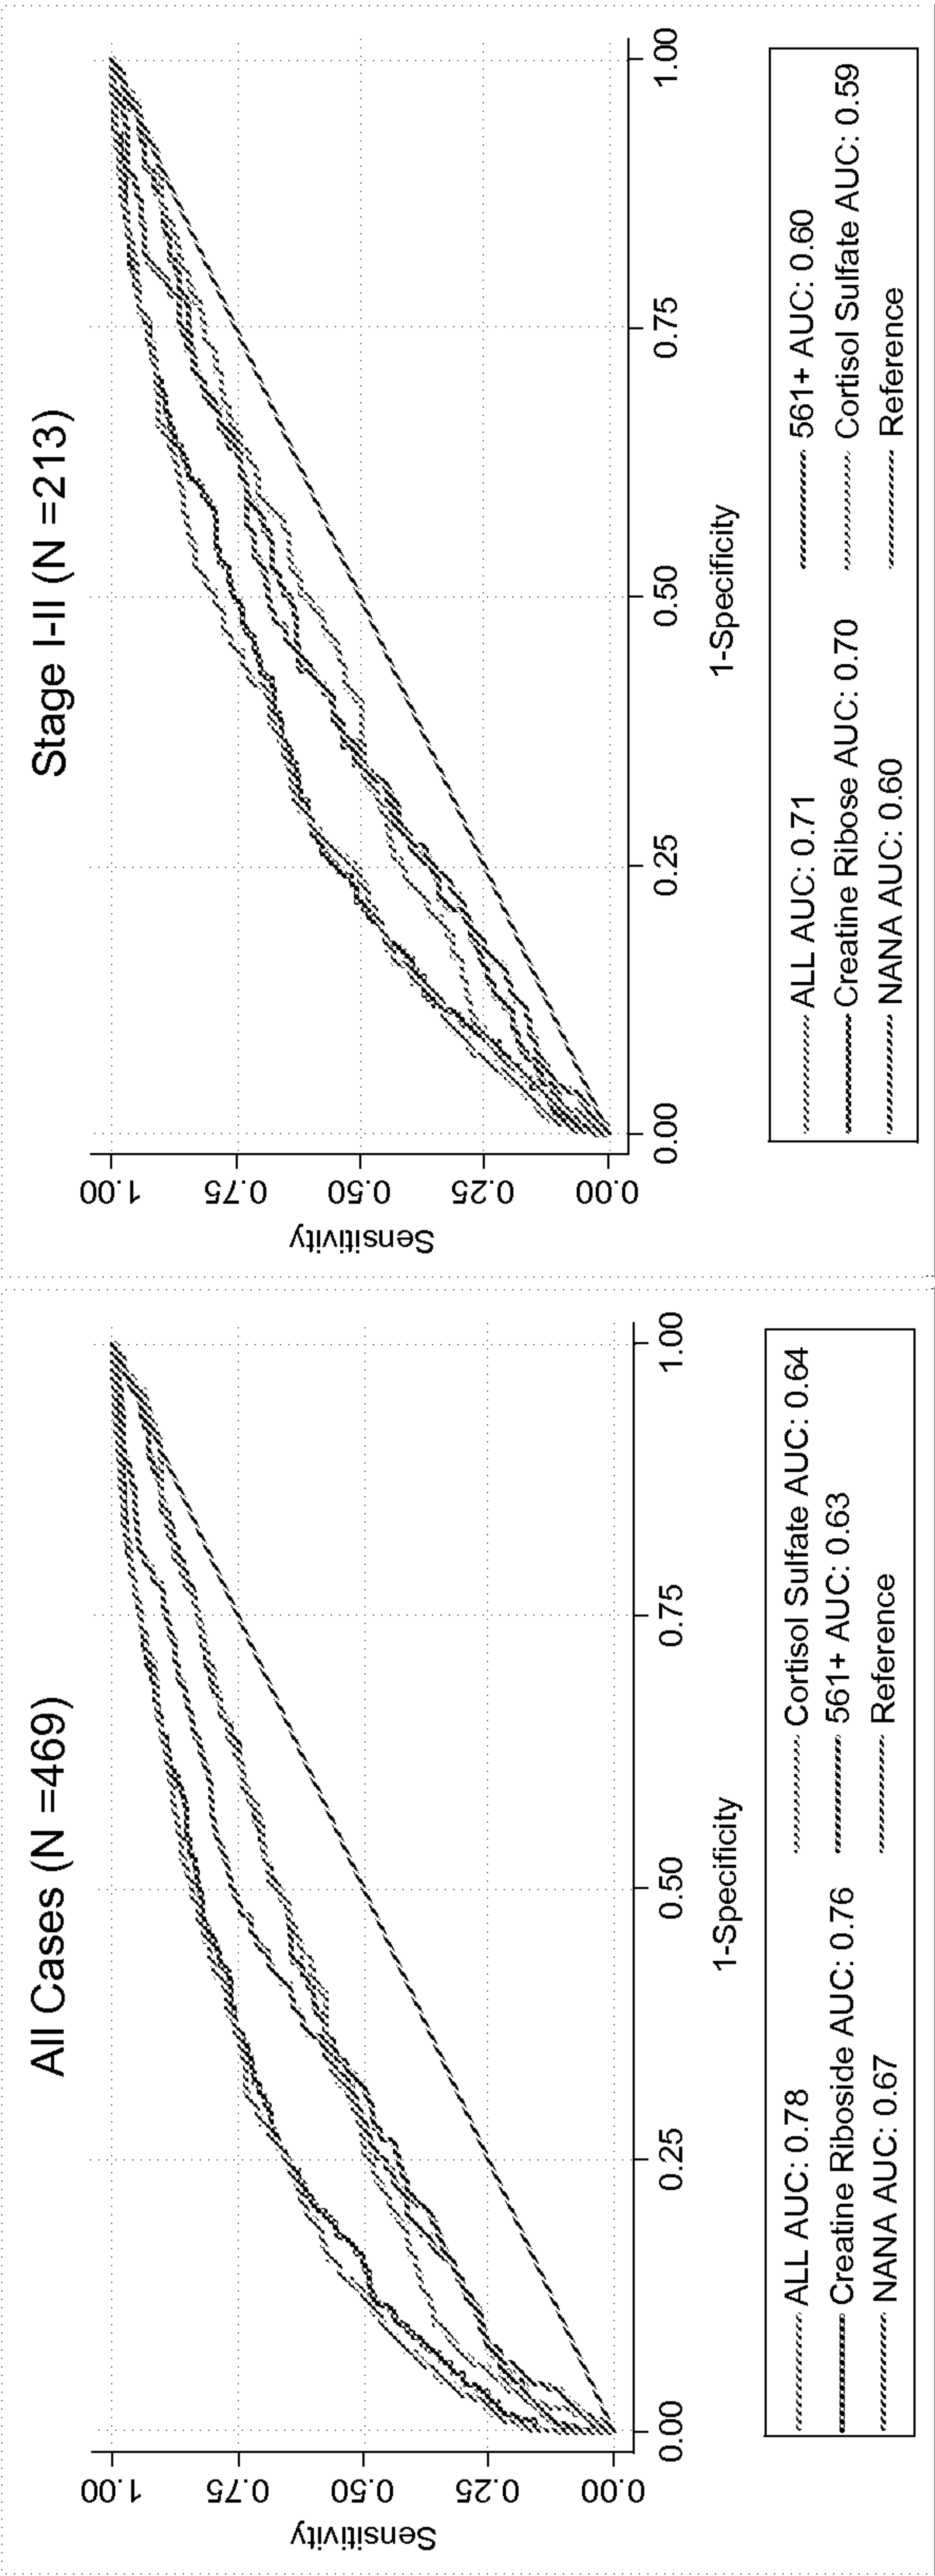 All Cases (N =469)
Sensitivity
1.00
0.75
0.50
0.25
0.00
0.00
0.25
0.50
0.75
1.00
1-Specificity
ALL AUC: 0.78
Cortisol Sulfate AUC: 0.64
Creatine Riboside AUC: 0.76
561+ AUC: 0.63
NANA AUC: 0.67
Reference
Stage I-II (N =213)
Sensitivity
1.00
0.75
0.50
0.25
0.00
0.00
0.25
0.50
0.75
1.00
1-Specificity
ALL AUC: 0.71
561+ AUC: 0.60
Creatine Ribose AUC: 0.70
Cortisol Sulfate AUC: 0.59
NANA AUC: 0.60
Reference